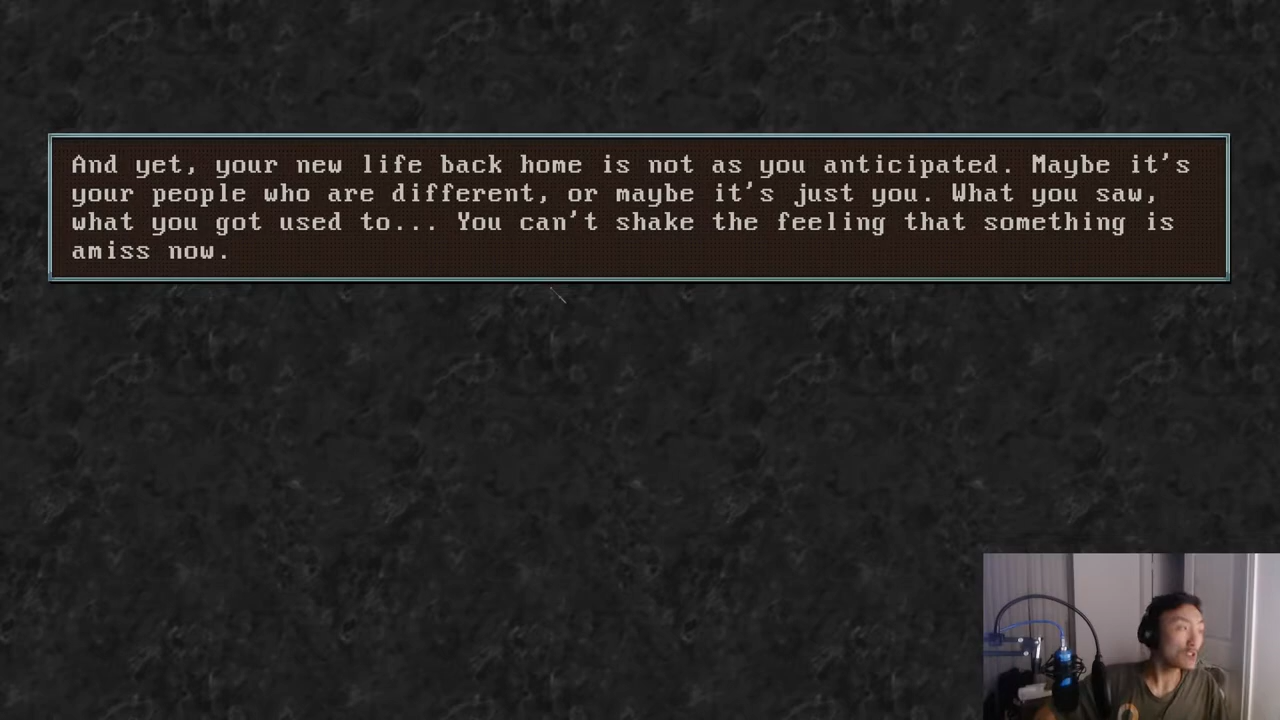 And yet, your new life back home is not as you anticipated. Maybe it's
your people who are different, or maybe it's just you. What you saw,
what you got used to... You can't shake the feeling that something is
amiss now.